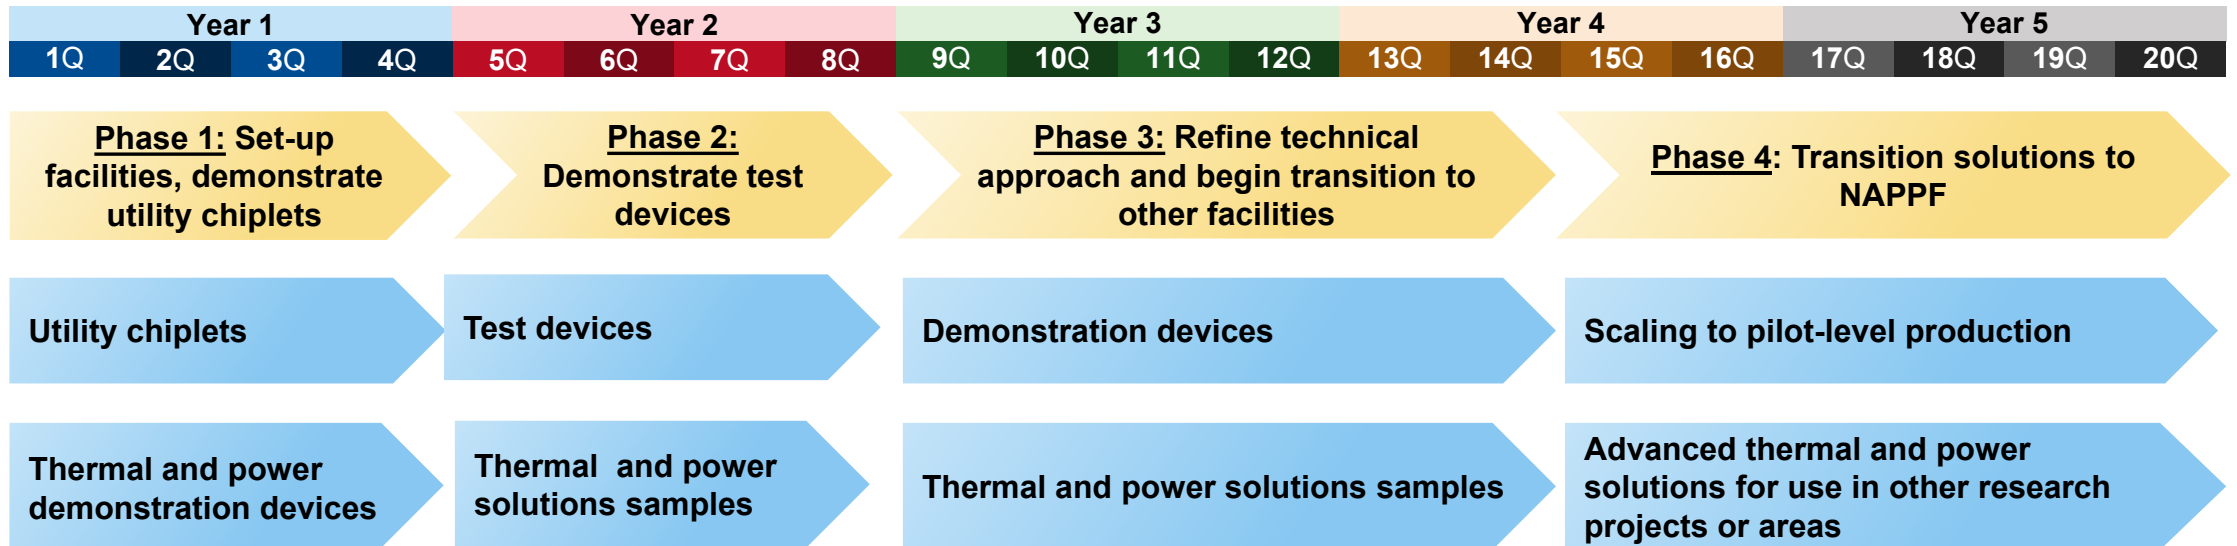 Year 1 Year 2 Year 3 Year 4 Year 5
1Q 2Q 3Q 4Q 5Q 6Q 7Q 8Q 9Q 10Q 11Q 12Q 13Q 14Q 15Q 16Q 17Q 18Q 19Q 20Q
Phase 1: Set-up
facilities, demonstrate
utility chiplets
Phase 2:
Demonstrate test
devices
Phase 3: Refine technical
approach and begin transition to
other facilities
Phase 4: Transition solutions to
NAPPF
Utility chiplets
Test devices
Demonstration devices
Scaling to pilot-level production
Thermal and power
demonstration devices
Thermal and power
solutions samples
Thermal and power solutions samples
Advanced thermal and power
solutions for use in other research
projects or areas